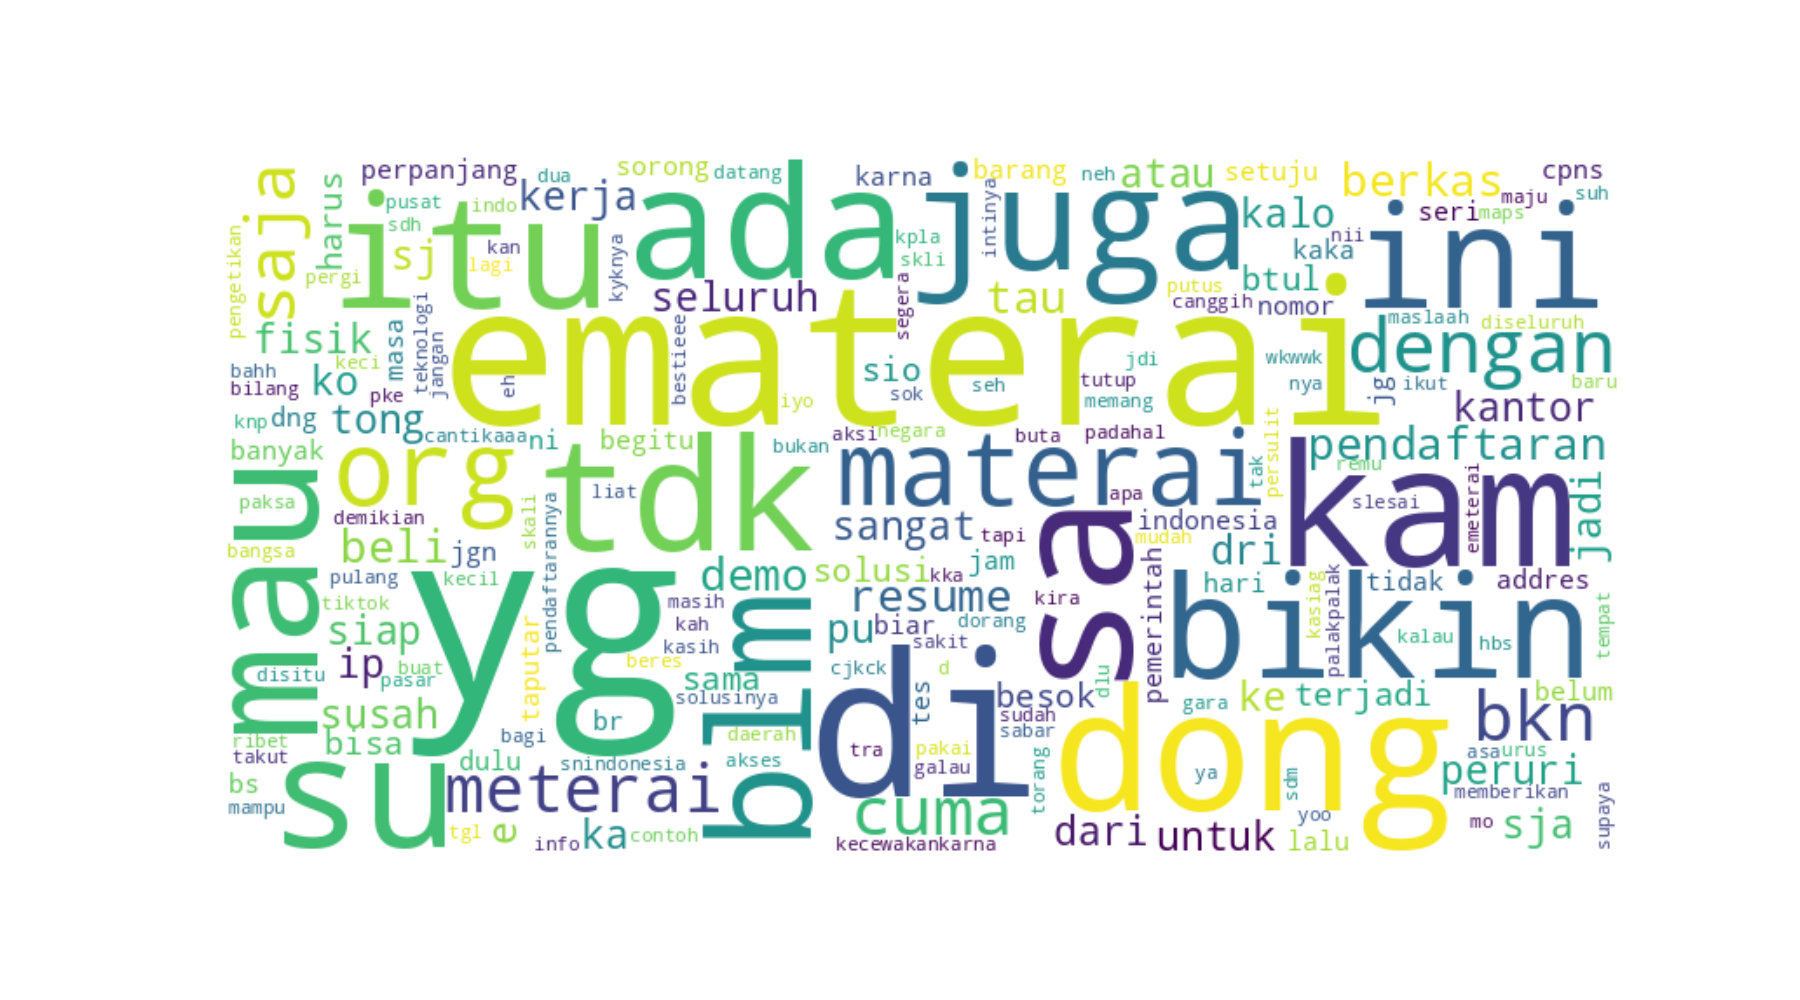 perpanjang
dua
sorong
datang
karna
barang
neh
atau
setuju
berkas
cpns
saja
harus
pusat
sdh
indo
kerja
ada
juga
kalo
seri
maps
maju
suh
pengetikan
pergi
itu
sj
kan
lagi
kyknya
kpla
skli
intinya
kaka
nii
ini
seluruh
segera
tau
btul
putus
canggih
nomor
fisik
keci
masa
teknologi
jangan
ematerai
maslaah
diseluruh
dengan
bahh
bilang
ko
pke
eh
bestieee
iyo
sio
sok
seh
jdi
tutup
memang
wkwwk
nya
jg
ikut
baru
knp
dng
tong
cantikaaa
ni
begitu
bukan
aksi
negara
buta
padahal
kantor
banyak
org
tdk
materai
tak
persulit
pendaftaran
remu
mau
paksa
demikian
skali
pendaftarannya
liat
sangat
tapi
apa
indonesia
mudah
kam
slesai
emeterai
jadi
bangsa
beli
jgn
pulang
kecil
demo
solusi
kka
jam
sa
dri
hari
tidak
addres
tiktok
siap
yg
masih
kah
kasih
blm
resume
pu
biar
dorang
kira
pemerintah
bikin
kasiag
palakpalak
kalau
hbs
tempat
disitu
ip
buat
pasar
taputar
beres
sama
solusinya
cjkck
sakit
d
di
tes
besok
dlu
gara
ke
terjadi
belum
susah
br
sudah
sabar
dong
bkn
ribet
bisa
takut
bagi
daerah
tra
pakai
galau
asa
urus
bs
su
dulu
meterai
snindonesia
akses
torang
ya
sdm
peruri
memberikan
mampu
tgl
e
info
ka
contoh
cuma
kecewakankarna
dari
untuk
yoo
lalu
mo
sja
supaya